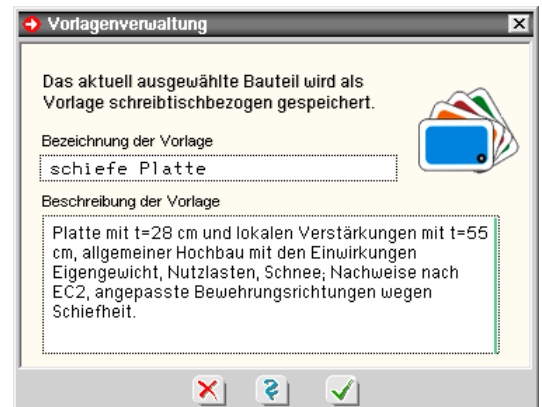 Vorlagenverwaltung
Das aktuell ausgewählte Bauteil wird als
Vorlage schreibtischbezogen gespeichert.
Bezeichnung der Vorlage
schiefe Platte
Beschreibung der Vorlage
Platte mit t=28 cm und lokalen Verstärkungen mit t=55
cm, allgemeiner Hochbau mit den Einwirkungen
Eigengewicht, Nutzlasten, Schnee; Nachweise nach
EC2, angepasste Bewehrungsrichtungen wegen
Schiefheit.